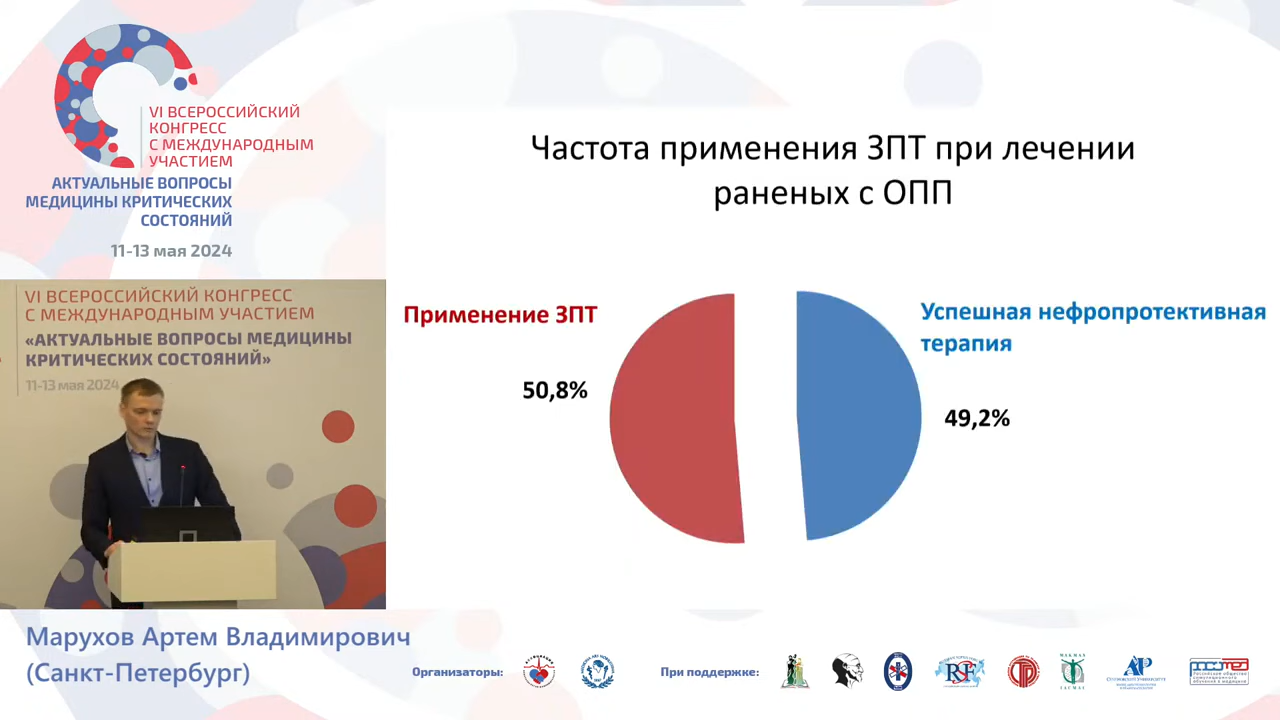 VI ВСЕРОССИЙСКИЙ
КОНГРЕСС
С МЕЖДУНАРОДНЫМ
УЧАСТИЕМ
АКТУАЛЬНЫЕ ВОПРОСЫ
МЕДИЦИНЫ КРИТИЧЕСКИХ
СОСТОЯНИЙ
11-13 мая 2024
VI ВСЕРОССИЙСКИЙ КОНГРЕСС
С МЕЖДУНАРОДНЫМ УЧАСТИЕМ
«АКТУАЛЬНЫЕ ВОПРОСЫ МЕДИЦИНЫ
КРИТИЧЕСКИХ СОСТОЯНИЙ»
11-13 мая 2024
Частота применения ЗПТ при лечении
раненых с ОПП
Применение ЗПТ
50,8%
Успешная нефропротективная
терапия
49,2%
Марухов Артем Владимирович
(Санкт-Петербург)
Организаторы:
При поддержке: